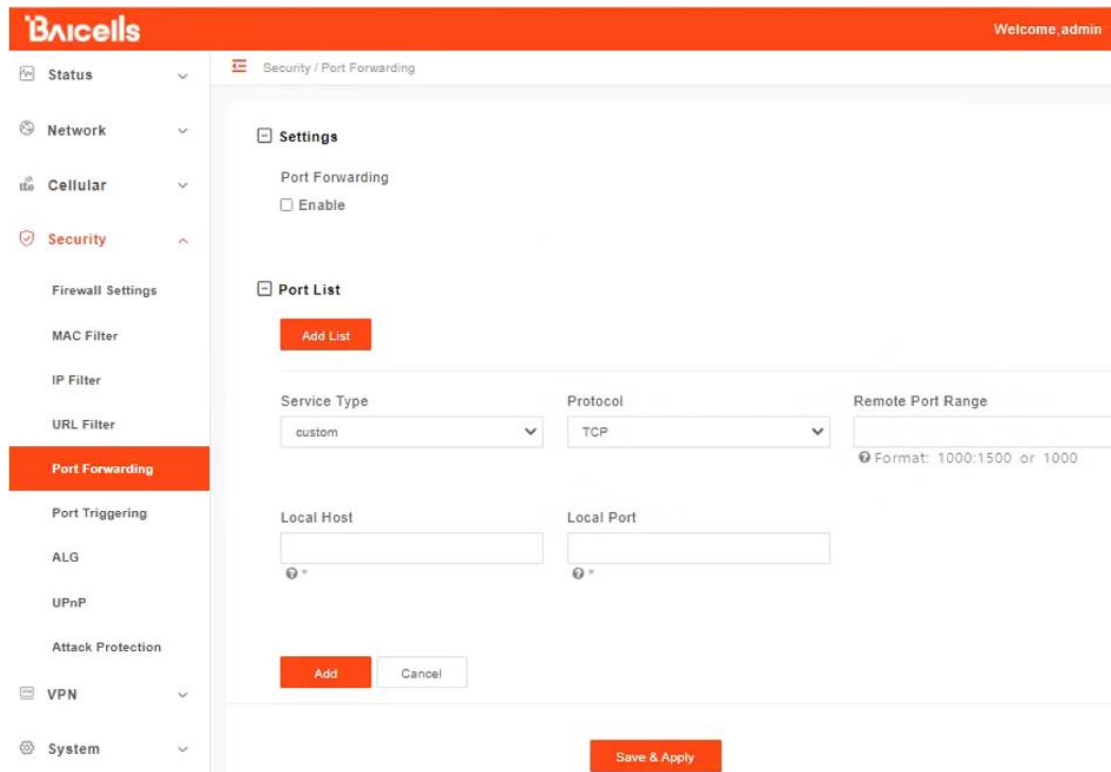 BAICELLS
Welcome,admin
Status
Network
Cellular
Security
Firewall Settings
MAC Filter
IP Filter
URL Filter
Port Forwarding
Port Triggering
ALG
UPnP
Attack Protection
VPN
System
Security / Port Forwarding
Settings
Port Forwarding
Enable
Port List
Add List
Service Type
custom
Protocol
TCP
Remote Port Range
Format: 1000:1500 or 1000
Local Host
*
Local Port
*
Add
Cancel
Save & Apply